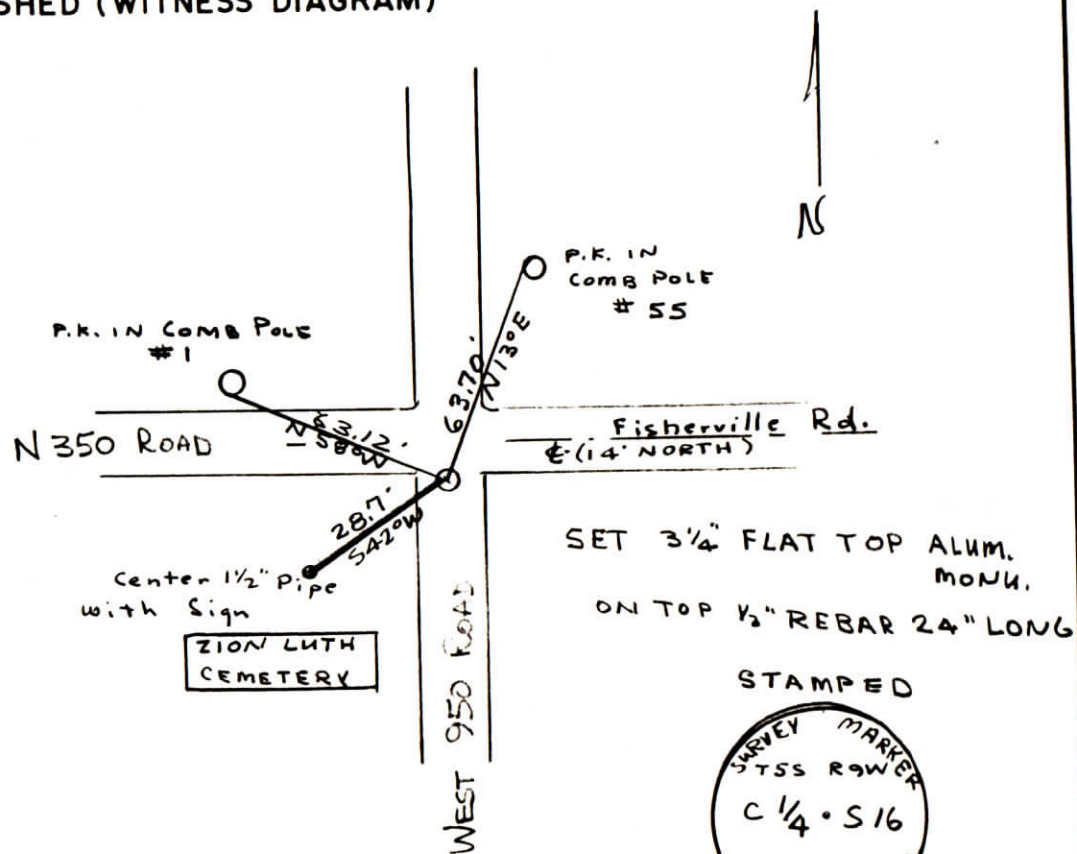 SHED (WITNESS DIAGRAM)
N
P.K. IN
COMB POLE
# 55
P.K. IN COMB POLE
# 1
63.70'
N13°E
N 350 ROAD
53.12'
N 58°W
Fisherville Rd.
℄ (14' NORTH)
28.7'
S42°W
Center 1½" Pipe
with Sign
ZION LUTH
CEMETERY
WEST 950 ROAD
SET 3¼" FLAT TOP ALUM.
MONU.
ON TOP ½" REBAR 24" LONG
STAMPED
SURVEY MARKER
T5S R9W
C ¼ • S 16